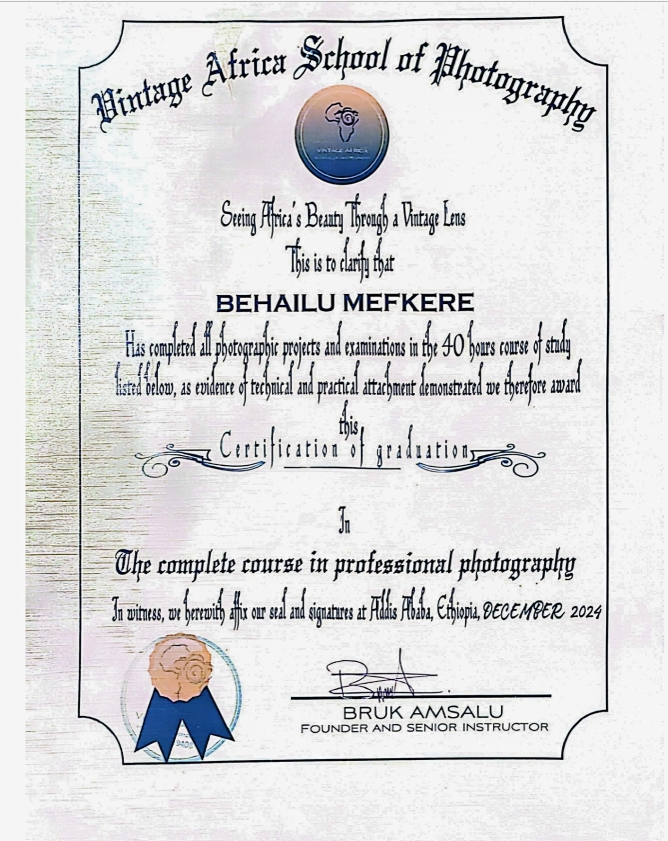 Vintage Africa School of Photography
VINTAGE AFRICA
Seeing Africa's Beauty Through a Vintage Lens
This is to clarify that
BEHAILU MEFKERE
Has completed all photographic projects and examinations in the 40 hours course of study
listed below, as evidence of technical and practical attachment demonstrated we therefore award
this
Certification of graduation
In
The complete course in professional photography
In witness, we herewith affix our seal and signatures at Addis Ababa, Ethiopia, DECEMBER 2024
BRUK AMSALU
FOUNDER AND SENIOR INSTRUCTOR